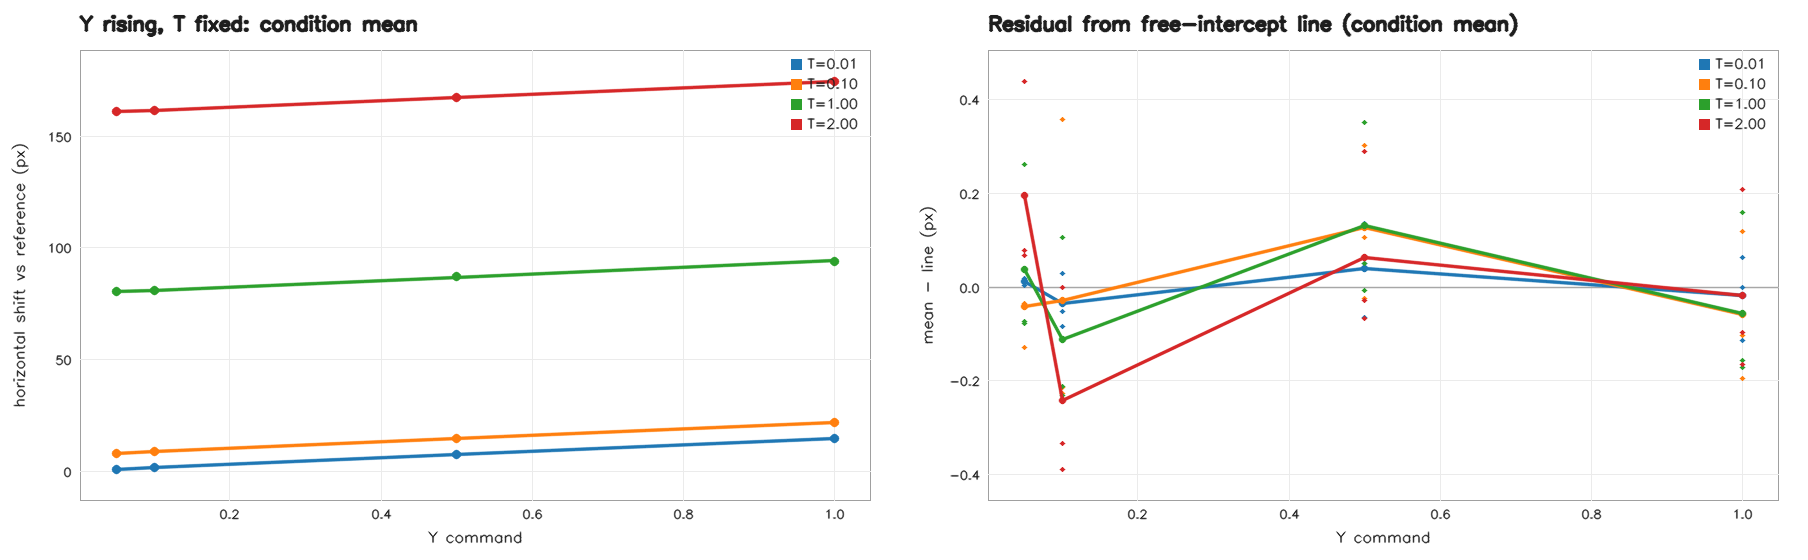 Y rising, T fixed: condition mean
T=0.01
T=0.10
T=1.00
T=2.00
150
100
50
0
horizontal shift vs reference (px)
0.2
0.4
0.6
0.8
1.0
Y command
Residual from free-intercept line (condition mean)
T=0.01
T=0.10
T=1.00
T=2.00
0.4
0.2
0.0
-0.2
-0.4
mean - line (px)
0.2
0.4
0.6
0.8
1.0
Y command